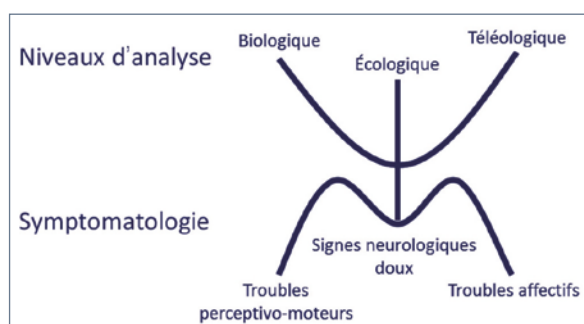 Niveaux d'analyse
Biologique
Écologique
Téléologique
Symptomatologie
Signes neurologiques
doux
Troubles
perceptivo-moteurs
Troubles affectifs